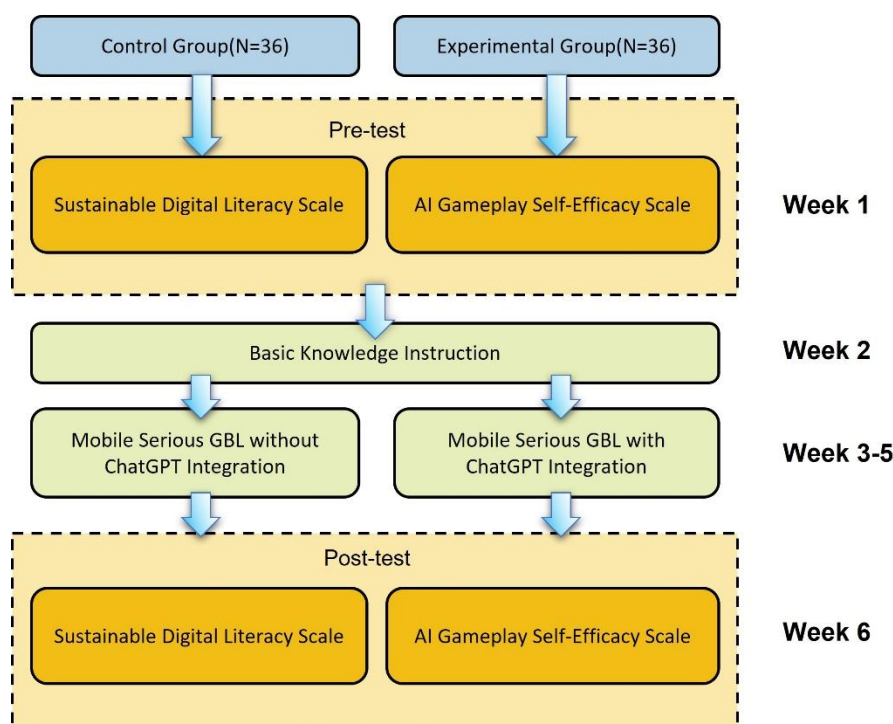 Control Group(N=36)
Experimental Group(N=36)
Pre-test
Sustainable Digital Literacy Scale
AI Gameplay Self-Efficacy Scale
Week 1
Basic Knowledge Instruction
Week 2
Mobile Serious GBL without
ChatGPT Integration
Mobile Serious GBL with
ChatGPT Integration
Week 3-5
Post-test
Sustainable Digital Literacy Scale
AI Gameplay Self-Efficacy Scale
Week 6